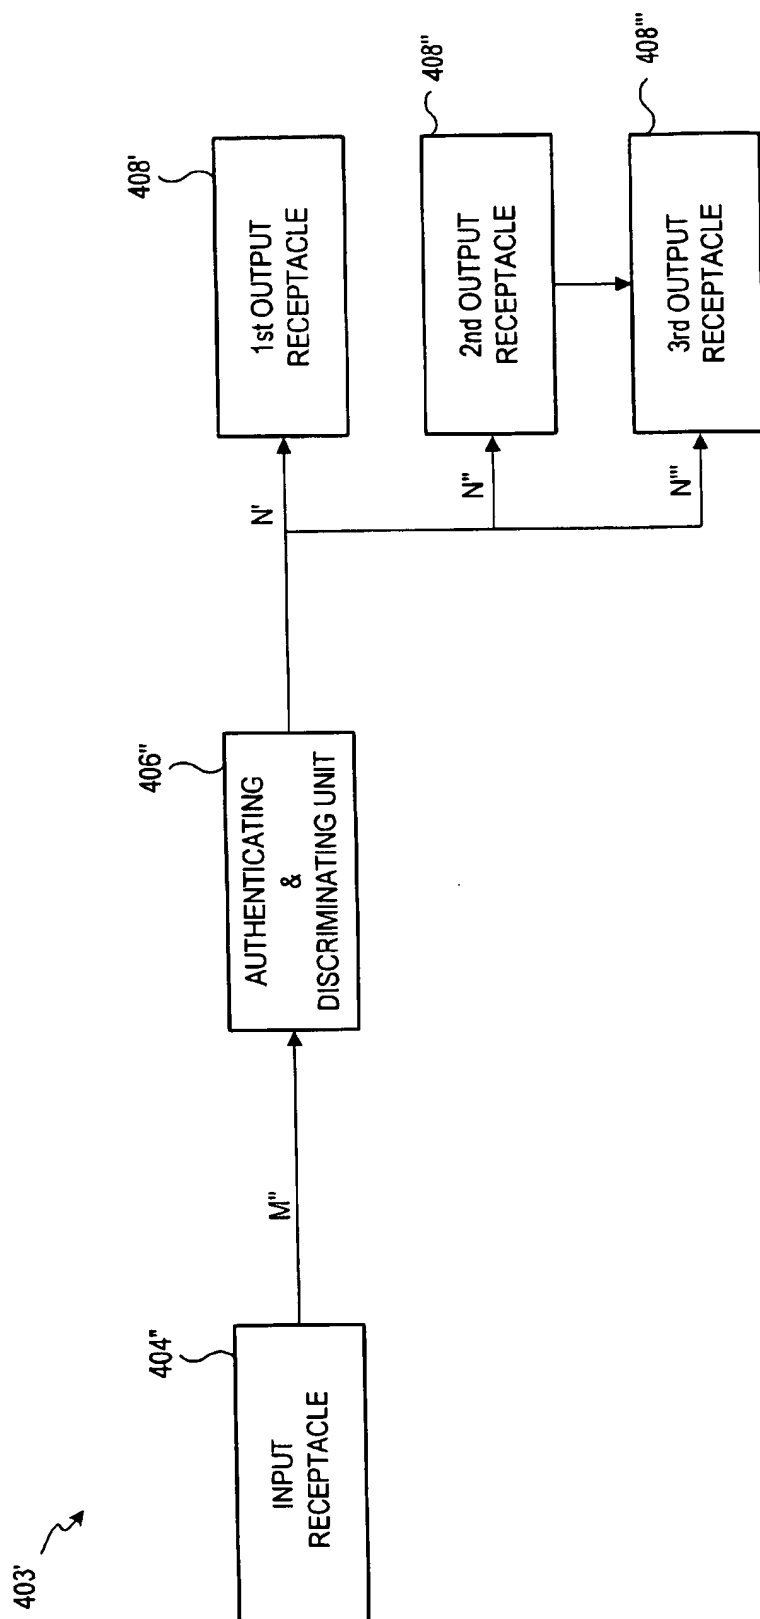 403'
404"
INPUT
RECEPTACLE
M"
406"
AUTHENTICATING
&
DISCRIMINATING UNIT
N'
N"
N'"
408'
1st OUTPUT
RECEPTACLE
408"
2nd OUTPUT
RECEPTACLE
408'"
3rd OUTPUT
RECEPTACLE